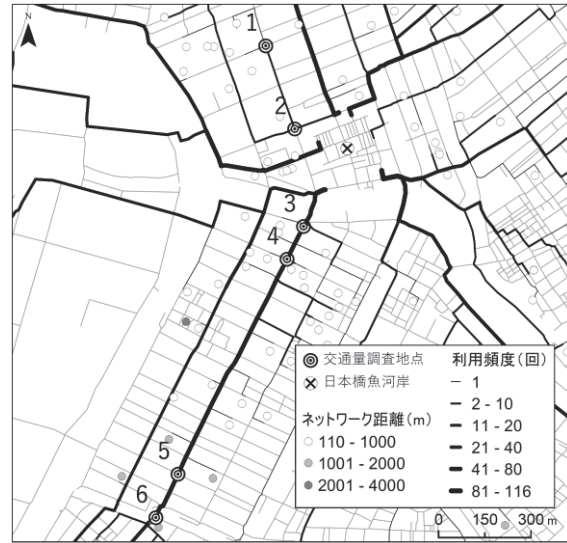 N
1
2
3
4
5
6
交通量調査地点
日本橋魚河岸
ネットワーク距離(m)
110 - 1000
1001 - 2000
2001 - 4000
利用頻度(回)
1
2 - 10
11 - 20
21 - 40
41 - 80
81 - 116
0 150 300 m